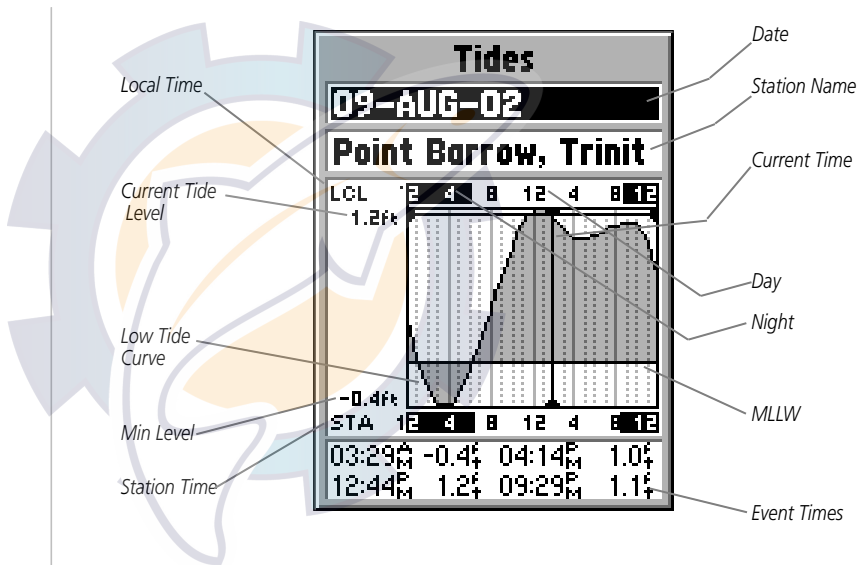 Tides
09-AUG-02
Point Barrow, Trinit
LCL 12 4 8 12 4 8 12
1.2ft
-0.4ft
STA 12 4 8 12 4 8 12
03:29AM -0.4ft 04:14PM 1.0ft
12:44PM 1.2ft 09:29PM 1.1ft
Local Time
Current Tide
Level
Low Tide
Curve
Min Level
Station Time
Date
Station Name
Current Time
Day
Night
MLLW
Event Times